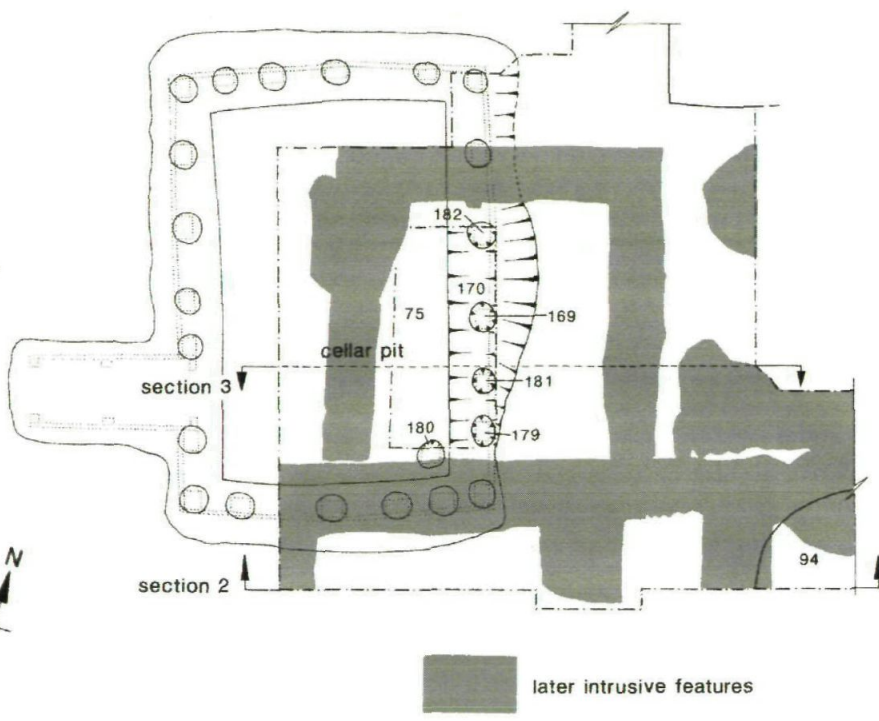 182
170
75
169
cellar pit
section 3
181
180
179
N
section 2
94
later intrusive features